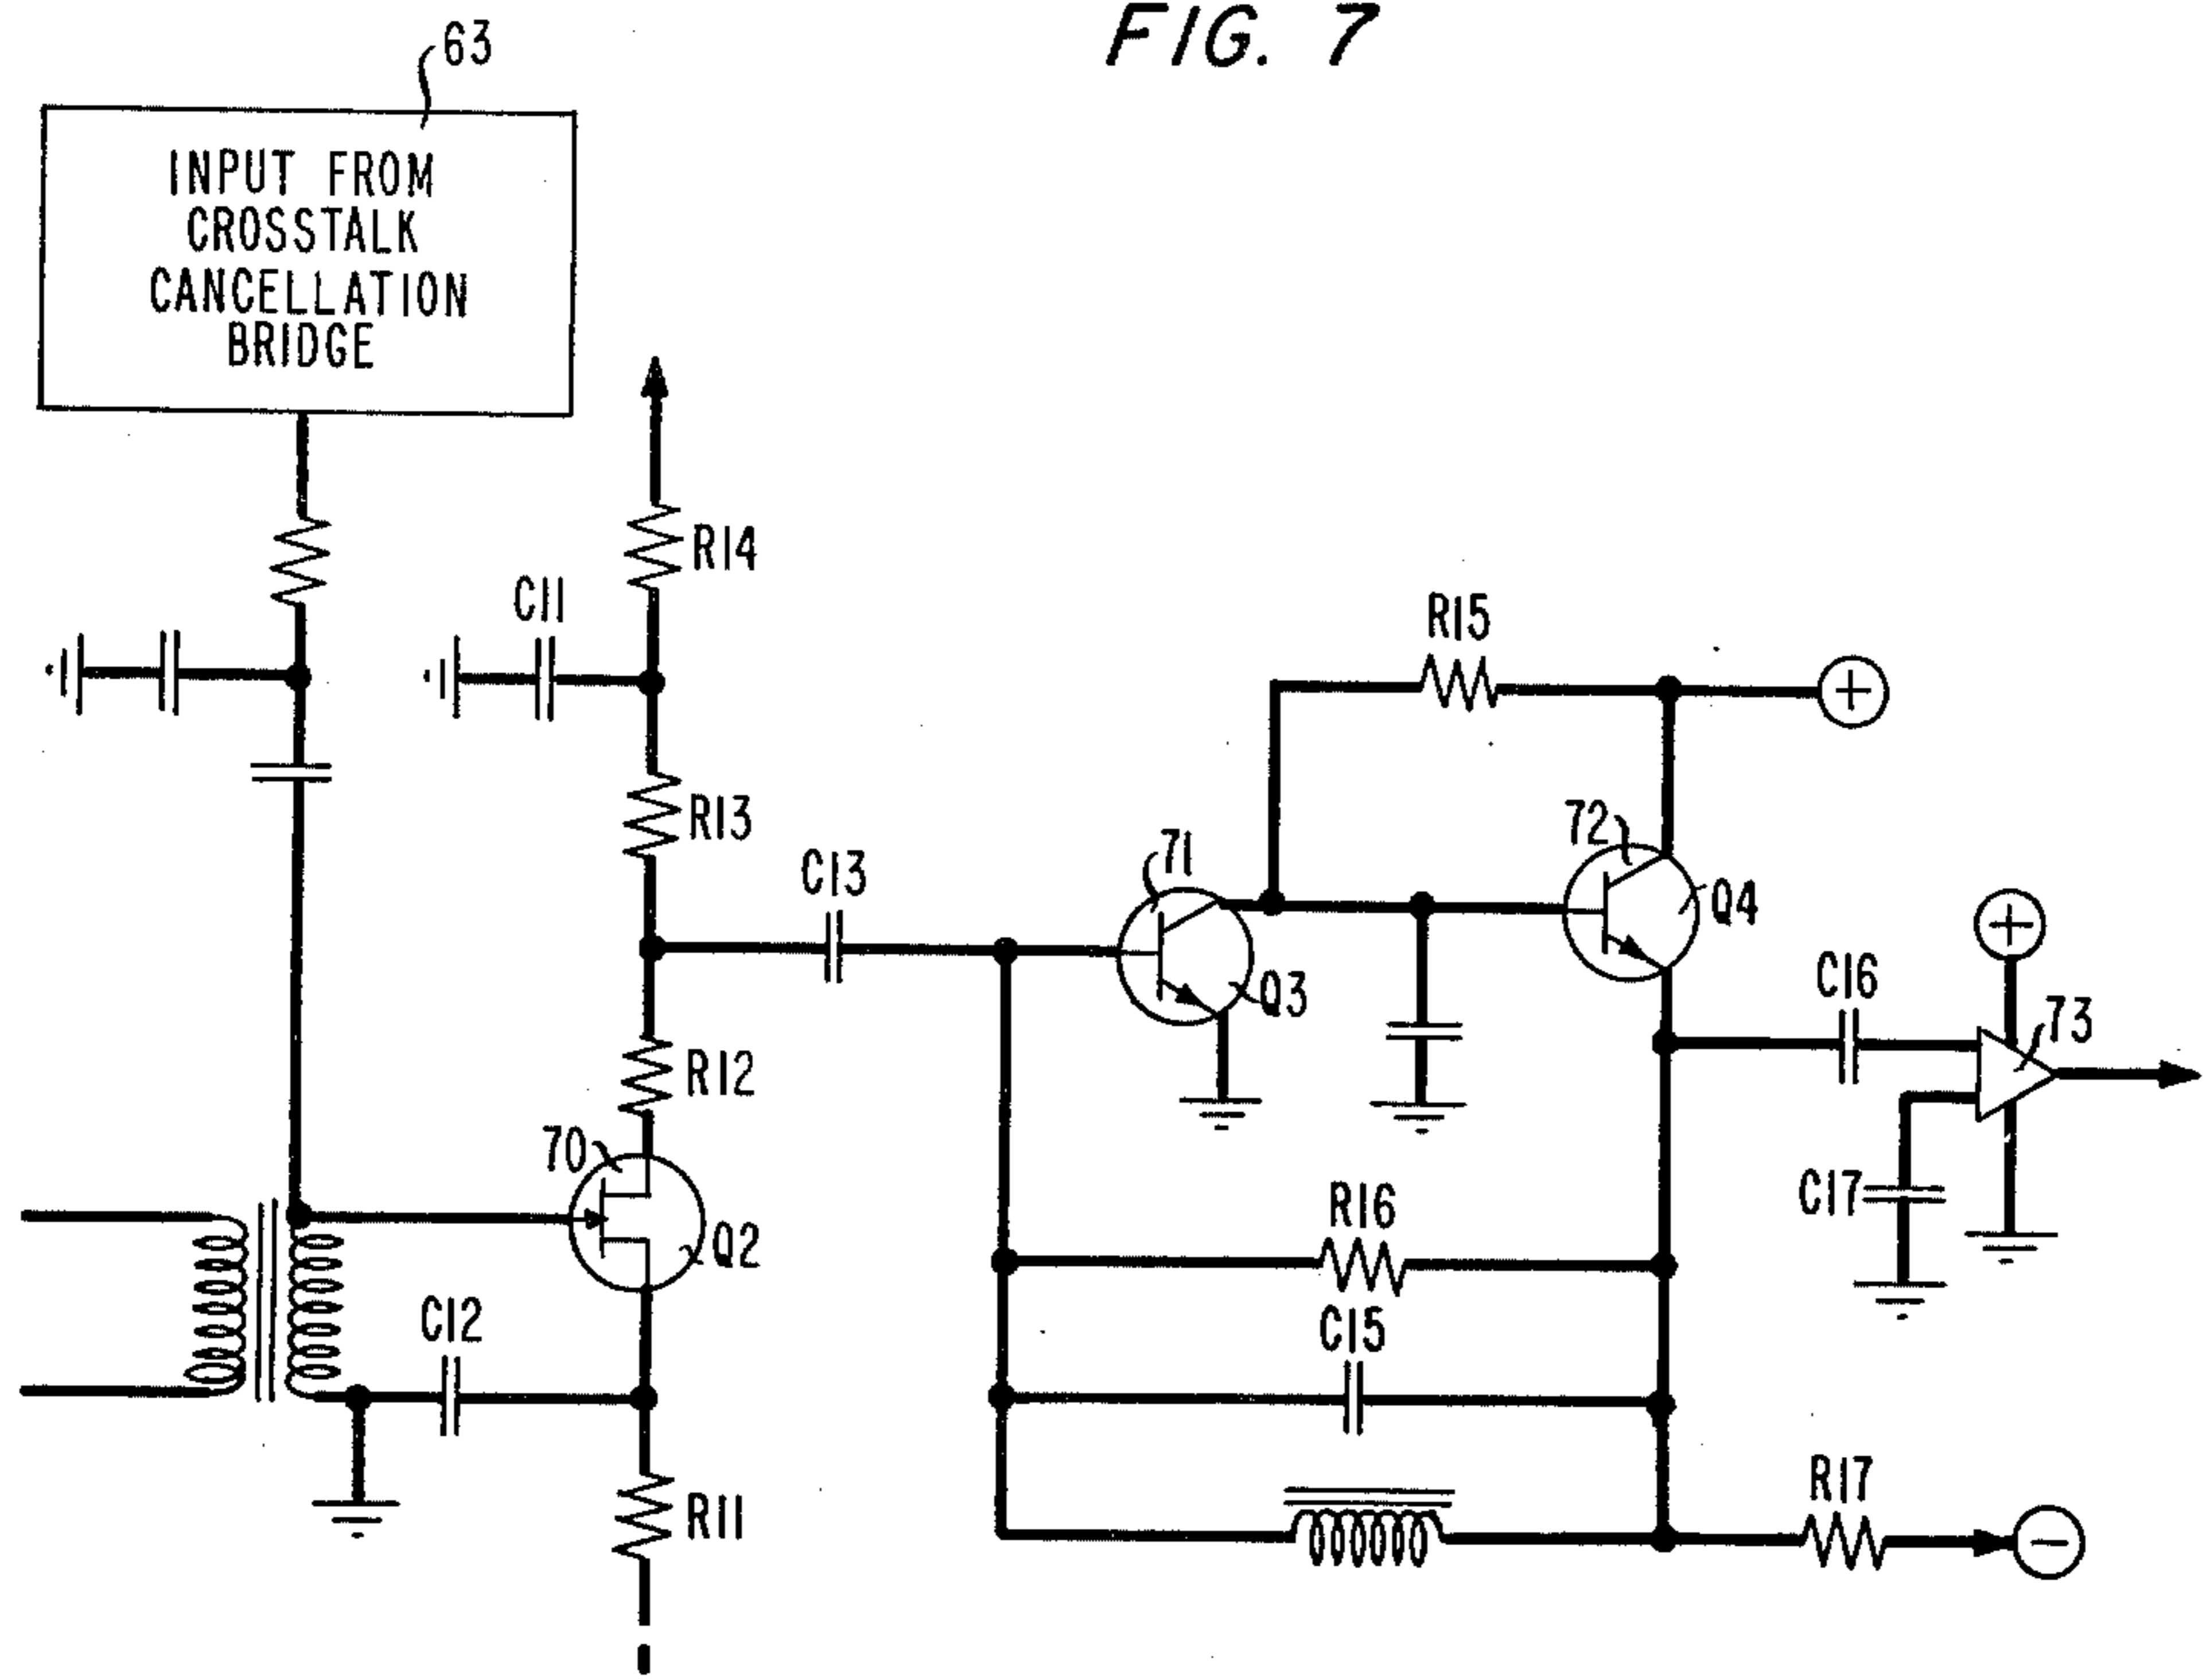 FIG. 7
63
INPUT FROM
CROSSTALK
CANCELLATION
BRIDGE
R14
C11
R15
+
R13
72
71
C13
Q4
+
Q3
C16
73
R12
70
C17
R16
Q2
C12
C15
R17
R11
−